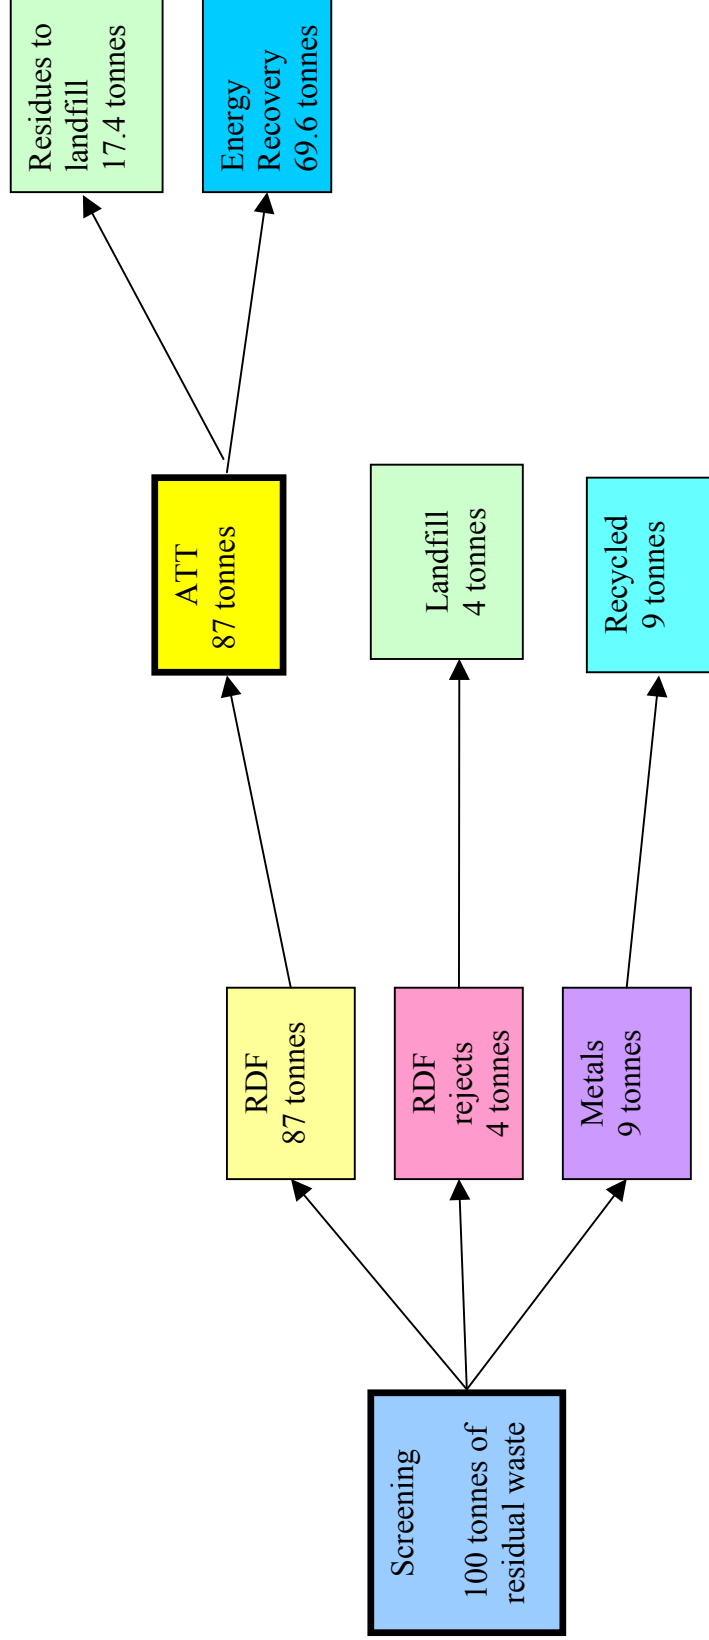 Screening
100 tonnes of
residual waste
RDF
87 tonnes
RDF
rejects
4 tonnes
Metals
9 tonnes
ATT
87 tonnes
Landfill
4 tonnes
Recycled
9 tonnes
Residues to
landfill
17.4 tonnes
Energy
Recovery
69.6 tonnes